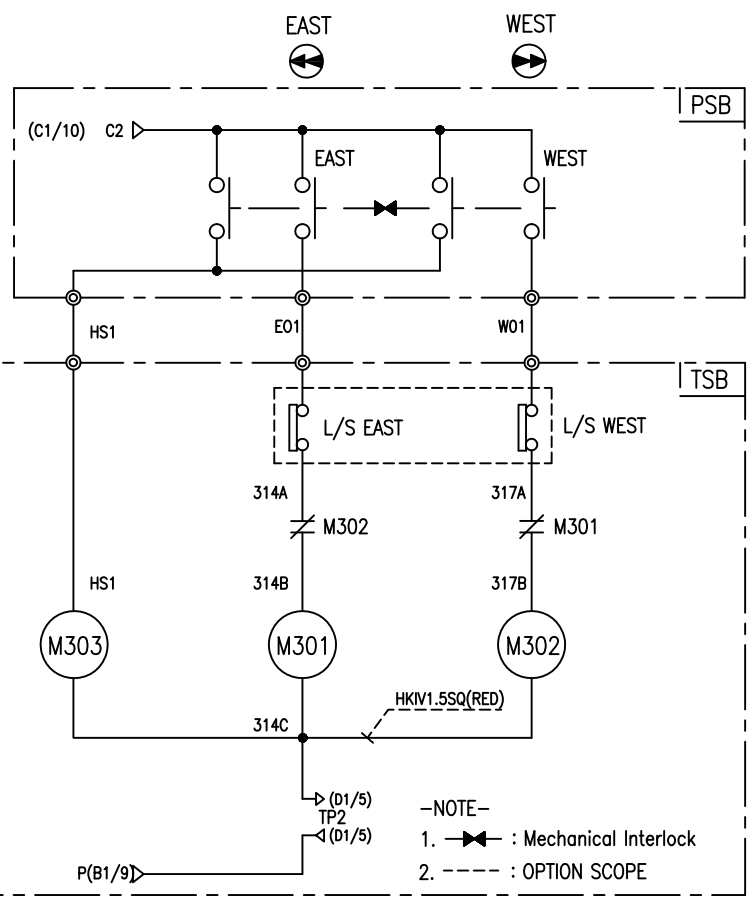 EAST
WEST
PSB
(C1/10) C2
EAST
WEST
HS1
E01
W01
TSB
L/S EAST
L/S WEST
314A
317A
M302
M301
HS1
314B
317B
M303
M301
M302
HKIV1.5SQ(RED)
314C
(D1/5)
TP2
(D1/5)
P(B1/9)
-NOTE-
1. : Mechanical Interlock
2. ---- : OPTION SCOPE